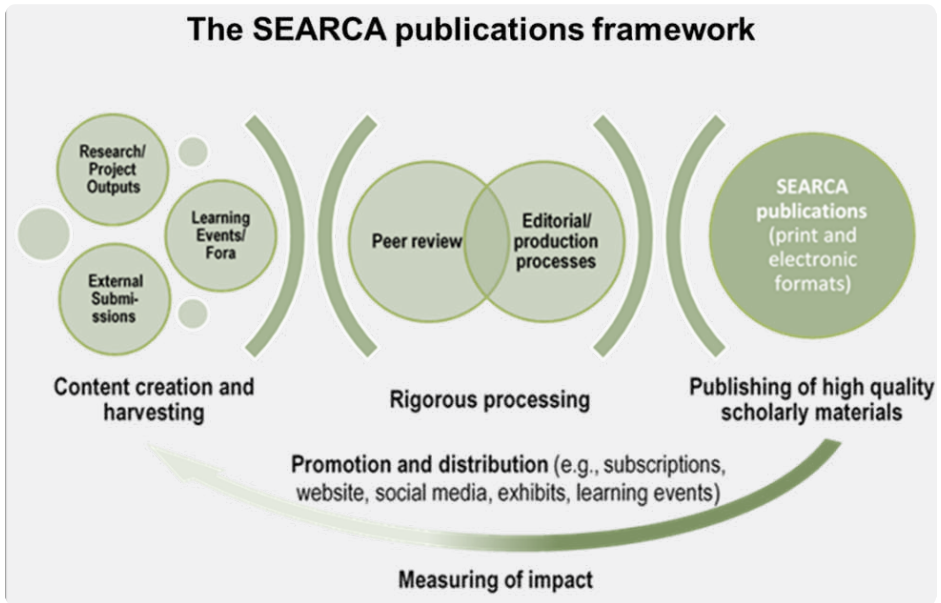 The SEARCA publications framework
Research/
Project
Outputs
Learning
Events/
Fora
External
Submi-
ssions
Content creation and
harvesting
Peer review
Editorial/
production
processes
Rigorous processing
SEARCA
publications
(print and
electronic
formats)
Publishing of high quality
scholarly materials
Promotion and distribution (e.g., subscriptions,
website, social media, exhibits, learning events)
Measuring of impact